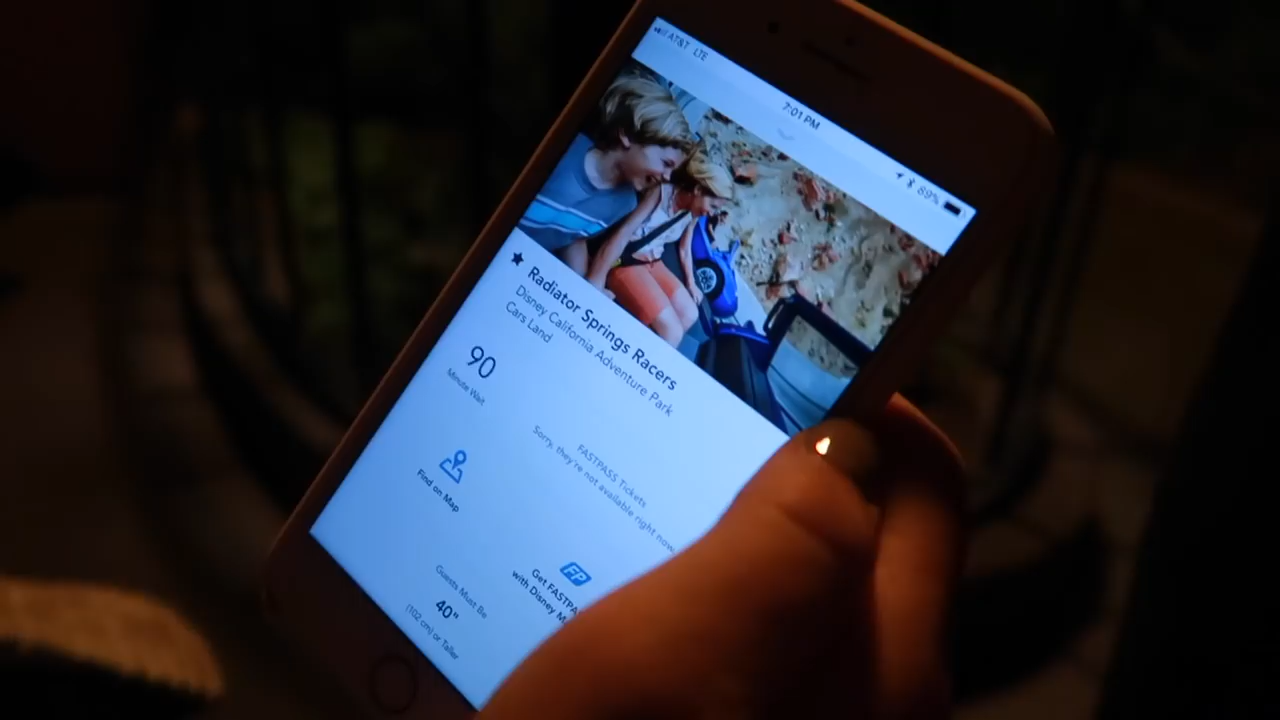 AT&T LTE
7:01 PM
89%
Radiator Springs Racers
Disney California Adventure Park
Cars Land
90
Minute Wait
FASTPASS Tickets
Sorry, they're not available right now.
Find on Map
FP
Get FASTPA
with Disney M
Guests Must Be
40"
(102 cm) or Taller